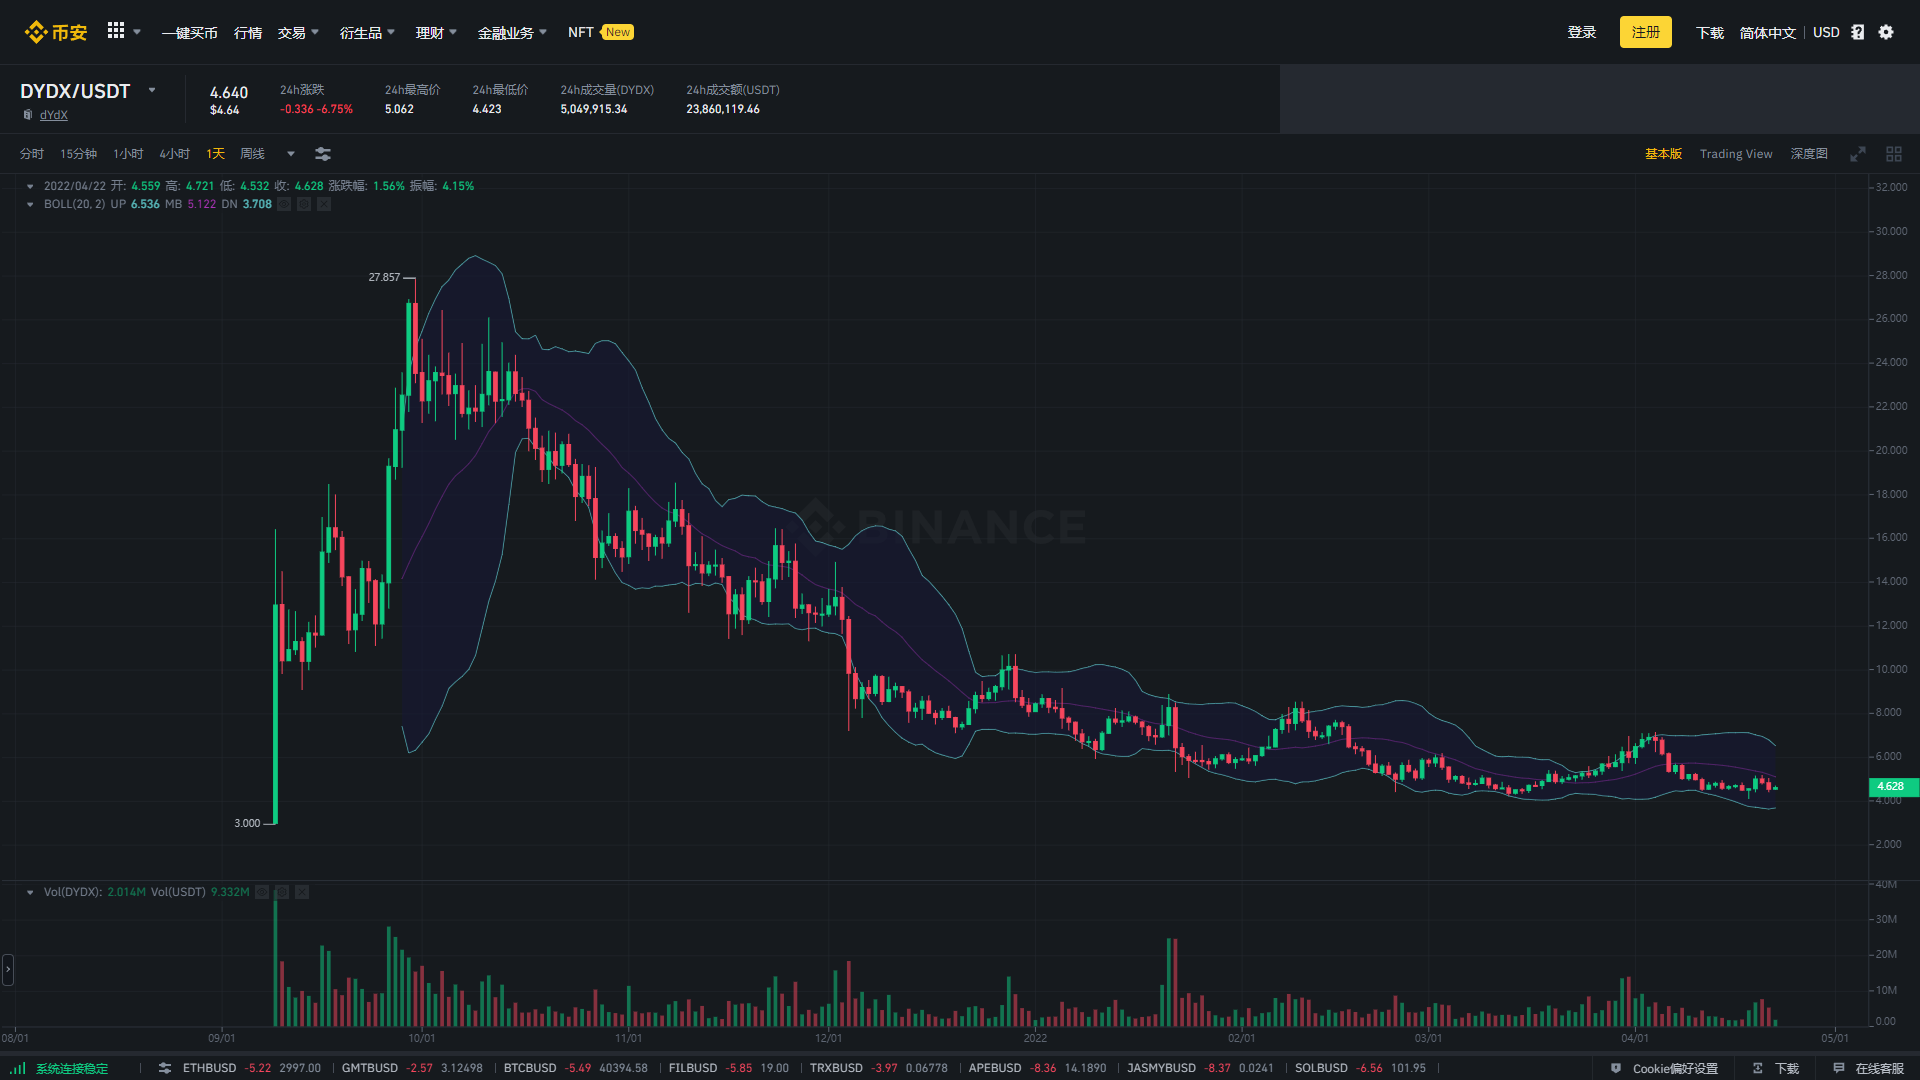 币安 一键买币 行情 交易 衍生品 理财 金融业务 NFT New 登录 注册 下载 简体中文 USD
DYDX/USDT
dYdX
4.640
$4.64
24h涨跌
-0.336 -6.75%
24h最高价
5.062
24h最低价
4.423
24h成交量(DYDX)
5,049,915.34
24h成交额(USDT)
23,860,119.46
分时 15分钟 1小时 4小时 1天 周线 基本版 Trading View 深度图
2022/04/22 开: 4.559 高: 4.721 低: 4.532 收: 4.628 涨跌幅: 1.56% 振幅: 4.15%
BOLL(20, 2) UP 6.536 MB 5.122 DN 3.708
32.000
30.000
28.000
26.000
24.000
22.000
20.000
18.000
16.000
14.000
12.000
10.000
8.000
6.000
4.628
4.000
2.000
27.857
3.000
BINANCE
Vol(DYDX): 2.014M Vol(USDT) 9.332M
40M
30M
20M
10M
0.00
08/01 09/01 10/01 11/01 12/01 2022 02/01 03/01 04/01 05/01
系统连接稳定 ETHBUSD -5.22 2997.00 GMTBUSD -2.57 3.12498 BTCBUSD -5.49 40394.58 FILBUSD -5.85 19.00 TRXBUSD -3.97 0.06778 APEBUSD -8.36 14.1890 JASMYBUSD -8.37 0.0241 SOLBUSD -6.56 101.95 Cookie偏好设置 下载 在线客服